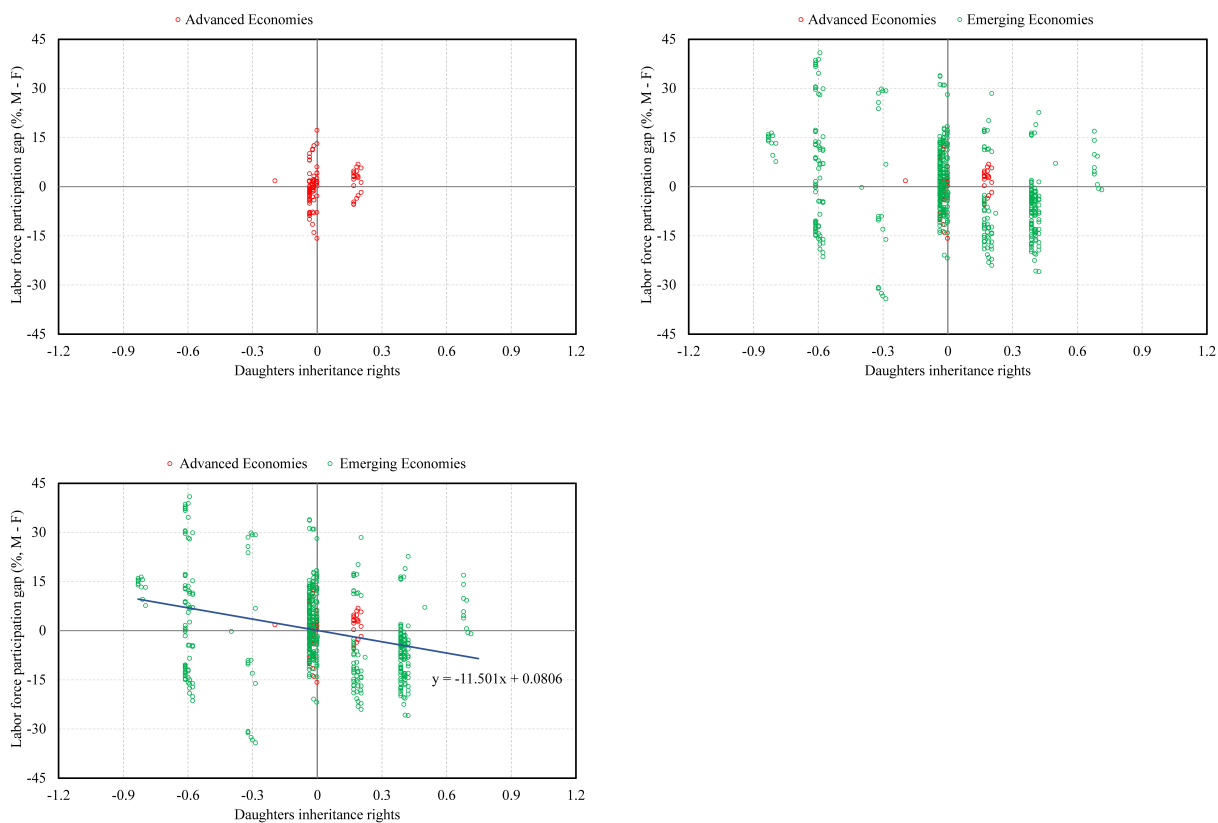 Advanced Economies
45
30
15
0
-15
-30
-45
Labor force participation gap (%, M - F)
-1.2 -0.9 -0.6 -0.3 0 0.3 0.6 0.9 1.2
Daughters inheritance rights
Advanced Economies Emerging Economies
45
30
15
0
-15
-30
-45
Labor force participation gap (%, M - F)
-1.2 -0.9 -0.6 -0.3 0 0.3 0.6 0.9 1.2
Daughters inheritance rights
Advanced Economies Emerging Economies
45
30
15
0
-15
-30
-45
Labor force participation gap (%, M - F)
y = -11.501x + 0.0806
-1.2 -0.9 -0.6 -0.3 0 0.3 0.6 0.9 1.2
Daughters inheritance rights